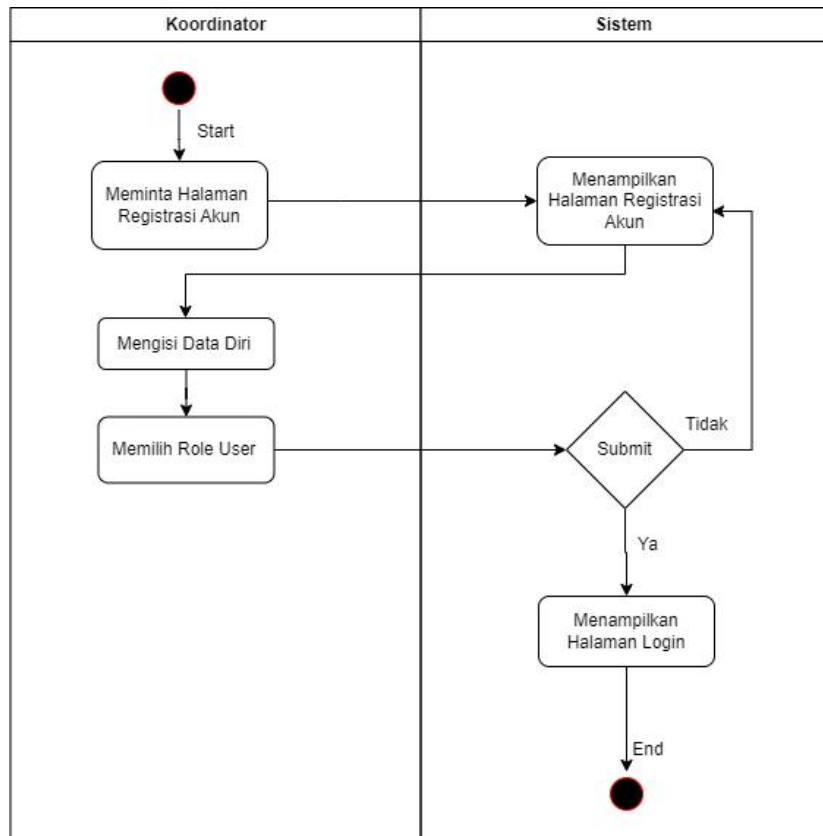 Koordinator
Sistem
Start
Meminta Halaman
Registrasi Akun
Menampilkan
Halaman Registrasi
Akun
Mengisi Data Diri
Memilih Role User
Submit
Tidak
Ya
Menampilkan
Halaman Login
End